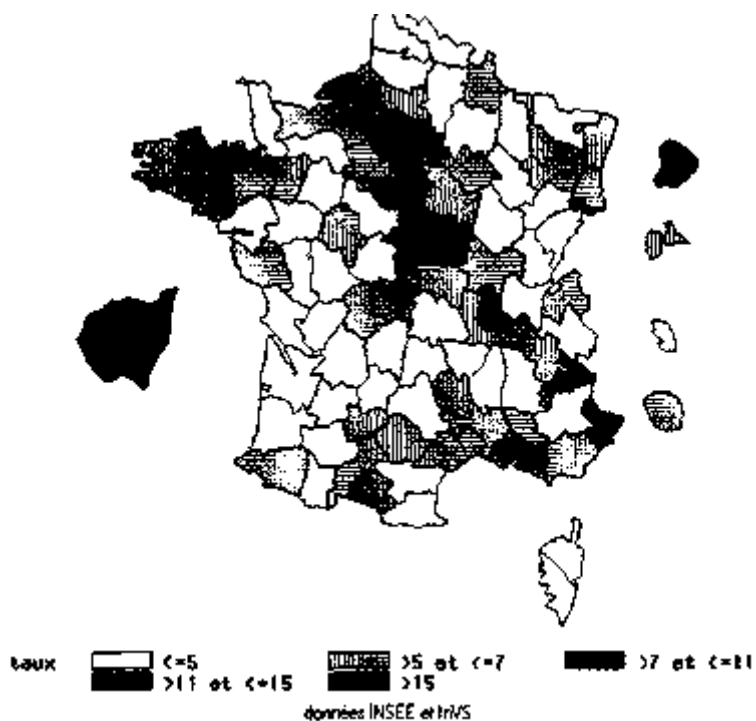 taux <=5 >5 et <=7 >7 et <=11
>11 et <=15 >15
données INSEE et InVS